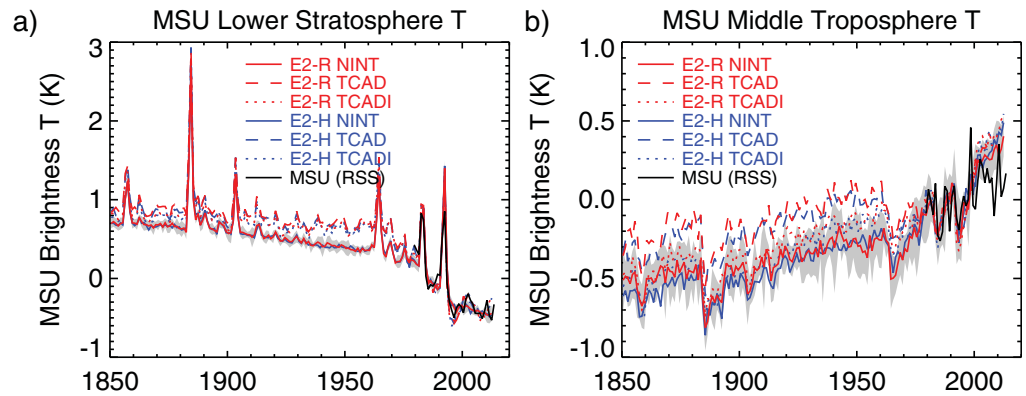 a)
MSU Lower Stratosphere T
MSU Brightness T (K)
3
2
1
0
-1
1850
1900
1950
2000
E2-R NINT
E2-R TCAD
E2-R TCADI
E2-H NINT
E2-H TCAD
E2-H TCADI
MSU (RSS)
b)
MSU Middle Troposphere T
MSU Brightness T (K)
1.0
0.5
0.0
-0.5
-1.0
1850
1900
1950
2000
E2-R NINT
E2-R TCAD
E2-R TCADI
E2-H NINT
E2-H TCAD
E2-H TCADI
MSU (RSS)